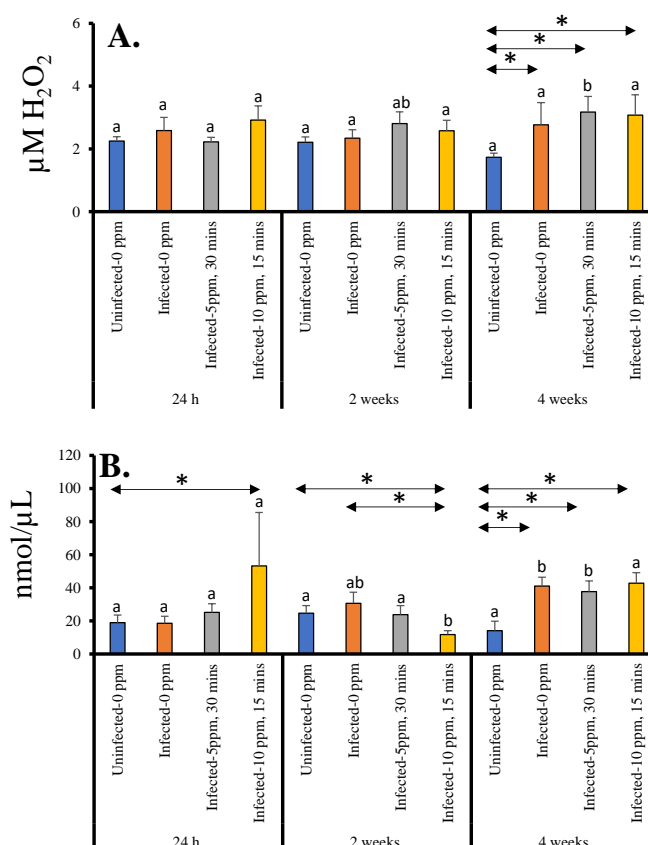 A.
µM H₂O₂
6
4
2
0
* 
*
*
a
a
a
a
a
a
ab
a
a
a
b
a
Uninfected-0 ppm
Infected-0 ppm
Infected-5ppm, 30 mins
Infected-10 ppm, 15 mins
Uninfected-0 ppm
Infected-0 ppm
Infected-5ppm, 30 mins
Infected-10 ppm, 15 mins
Uninfected-0 ppm
Infected-0 ppm
Infected-5ppm, 30 mins
Infected-10 ppm, 15 mins
24 h
2 weeks
4 weeks
B.
nmol/µL
120
100
80
60
40
20
0
*
*
*
*
*
*
a
a
a
a
a
ab
a
b
a
b
b
a
Uninfected-0 ppm
Infected-0 ppm
Infected-5ppm, 30 mins
Infected-10 ppm, 15 mins
Uninfected-0 ppm
Infected-0 ppm
Infected-5ppm, 30 mins
Infected-10 ppm, 15 mins
Uninfected-0 ppm
Infected-0 ppm
Infected-5ppm, 30 mins
Infected-10 ppm, 15 mins
24 h
2 weeks
4 weeks